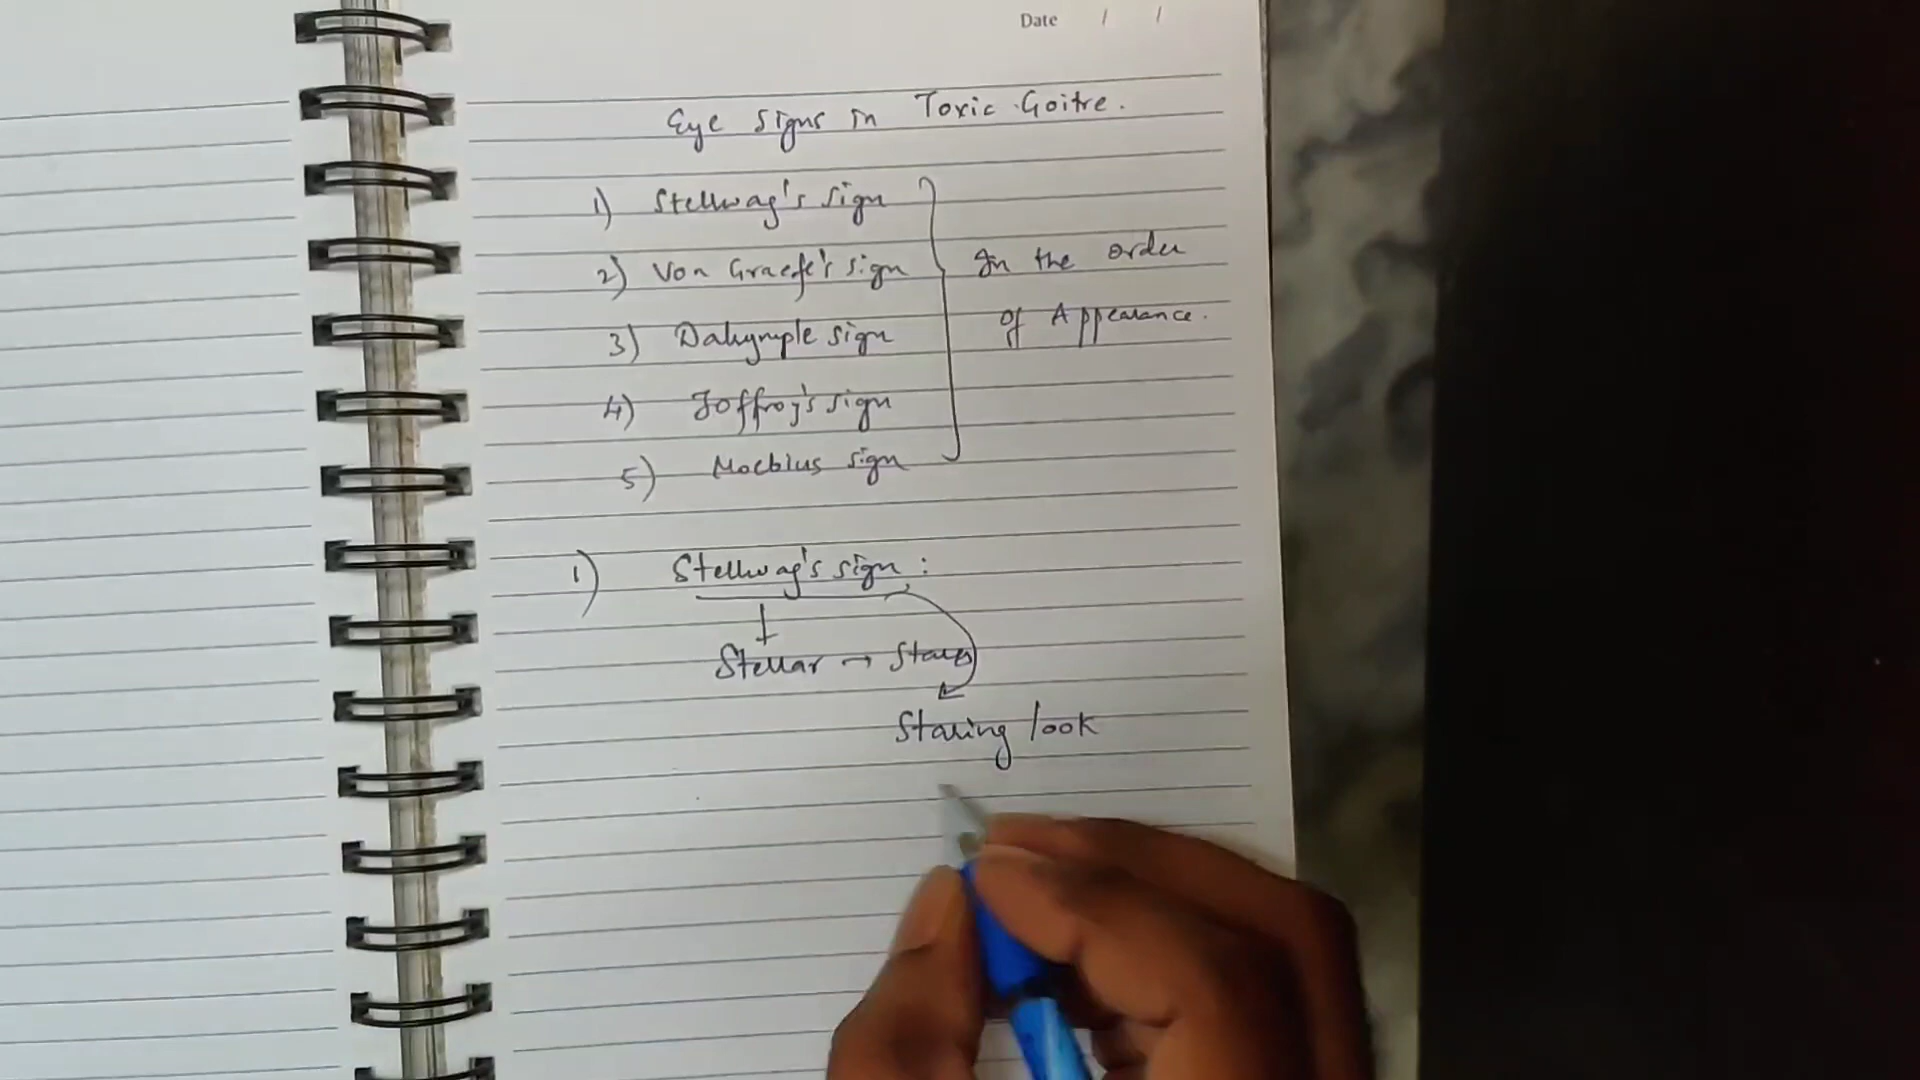 Date / /
Eye signs in Toxic Goitre.
1) Stellwag's sign
2) Von Graefe's sign
In the order
of Appearance.
3) Dalrymple sign
4) Joffroy's sign
5) Moebius sign
1) Stellwag's sign :
Stellar → Stars
Staring look